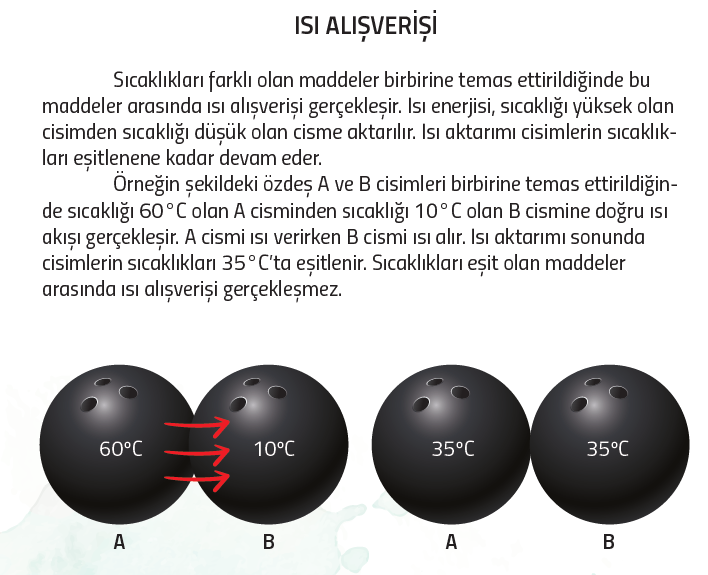 ISI ALIŞVERİŞİ
Sıcaklıkları farklı olan maddeler birbirine temas ettirildiğinde bu
maddeler arasında ısı alışverişi gerçekleşir. Isı enerjisi, sıcaklığı yüksek olan
cisimden sıcaklığı düşük olan cisme aktarılır. Isı aktarımı cisimlerin sıcaklık-
ları eşitlenene kadar devam eder.
Örneğin şekildeki özdeş A ve B cisimleri birbirine temas ettirildiğin-
de sıcaklığı 60°C olan A cisminden sıcaklığı 10°C olan B cismine doğru ısı
akışı gerçekleşir. A cismi ısı verirken B cismi ısı alır. Isı aktarımı sonunda
cisimlerin sıcaklıkları 35°C'ta eşitlenir. Sıcaklıkları eşit olan maddeler
arasında ısı alışverişi gerçekleşmez.
60ºC 10ºC 35ºC 35ºC
A B A B